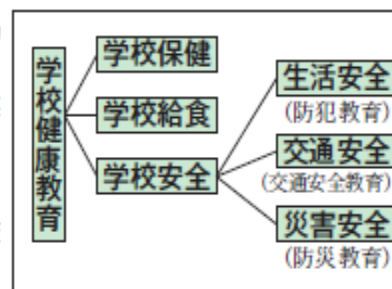 学校健康教育
学校保健
学校給食
学校安全
生活安全
(防犯教育)
交通安全
(交通安全教育)
災害安全
(防災教育)